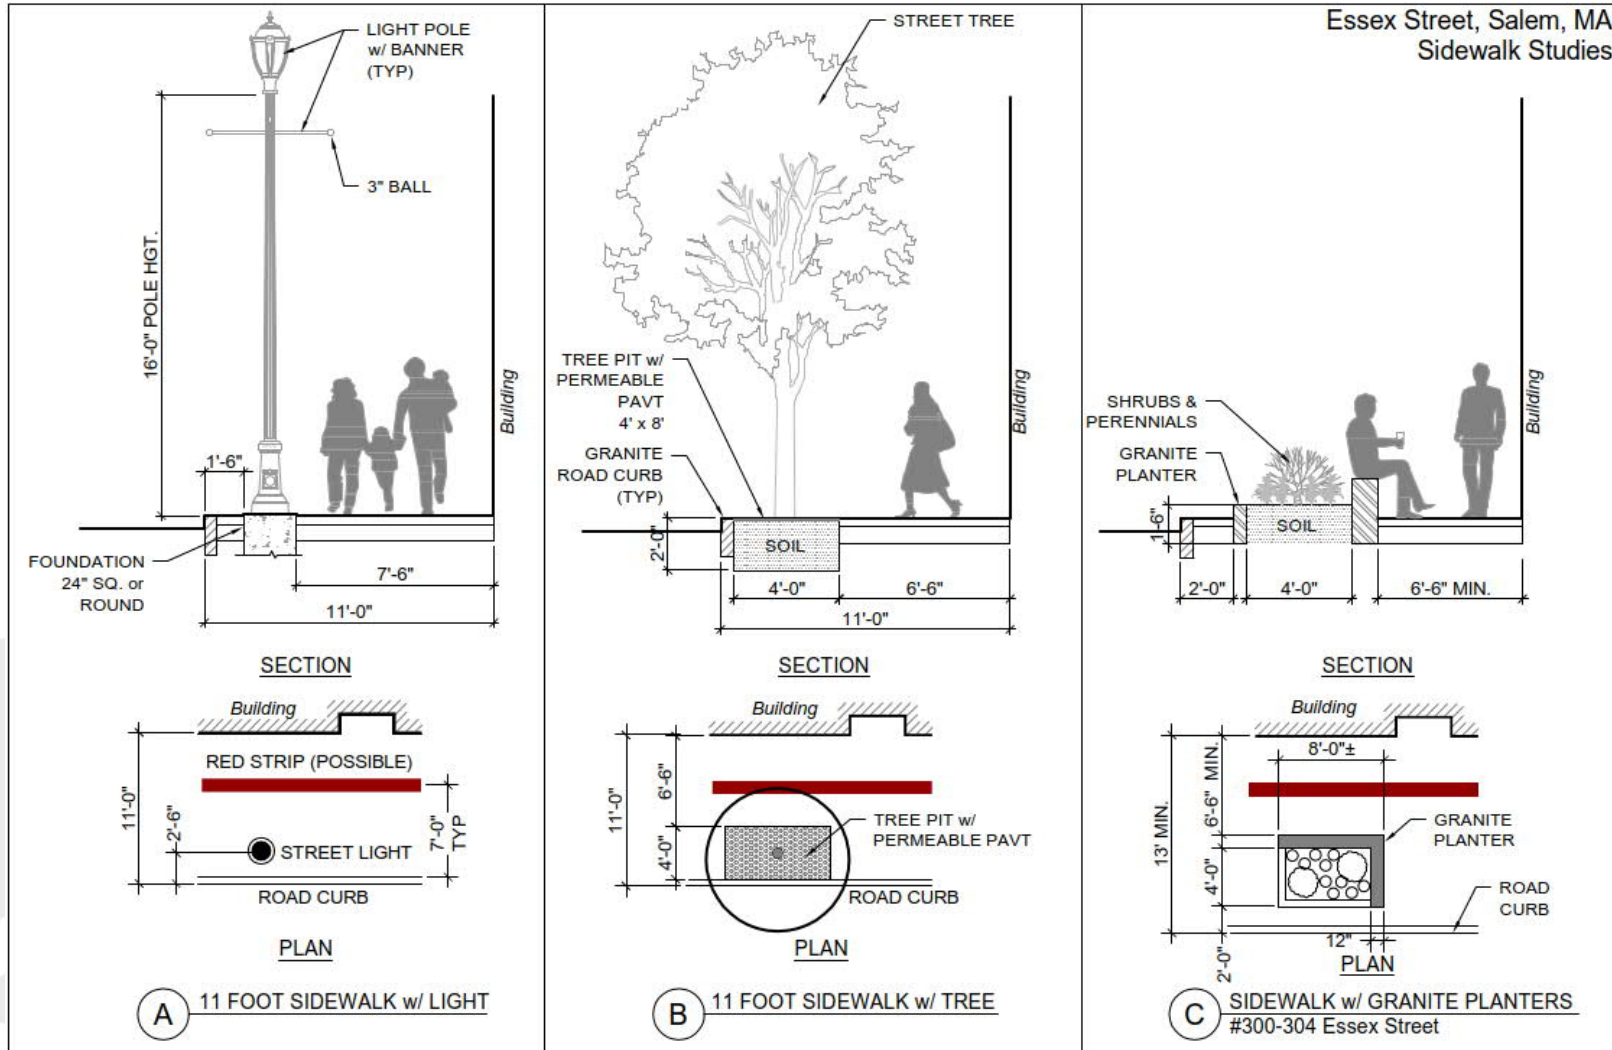 Essex Street, Salem, MA
Sidewalk Studies
LIGHT POLE
w/ BANNER
(TYP)
3" BALL
16'-0" POLE HGT.
Building
1'-6"
FOUNDATION
24" SQ. or
ROUND
7'-6"
11'-0"
SECTION
Building
RED STRIP (POSSIBLE)
11'-0"
2'-6"
STREET LIGHT
7'-0"
TYP
ROAD CURB
PLAN
A
11 FOOT SIDEWALK w/ LIGHT
STREET TREE
TREE PIT w/
PERMEABLE
PAVT
4' x 8'
GRANITE
ROAD CURB
(TYP)
Building
2'-0"
SOIL
4'-0"
6'-6"
11'-0"
SECTION
Building
11'-0"
6'-6"
4'-0"
TREE PIT w/
PERMEABLE PAVT
ROAD CURB
PLAN
B
11 FOOT SIDEWALK w/ TREE
SHRUBS &
PERENNIALS
GRANITE
PLANTER
Building
1'-6"
SOIL
2'-0"
4'-0"
6'-6" MIN.
SECTION
Building
8'-0"±
13' MIN.
6'-6" MIN.
4'-0"
2'-0"
GRANITE
PLANTER
ROAD
CURB
12"
PLAN
C
SIDEWALK w/ GRANITE PLANTERS
#300-304 Essex Street